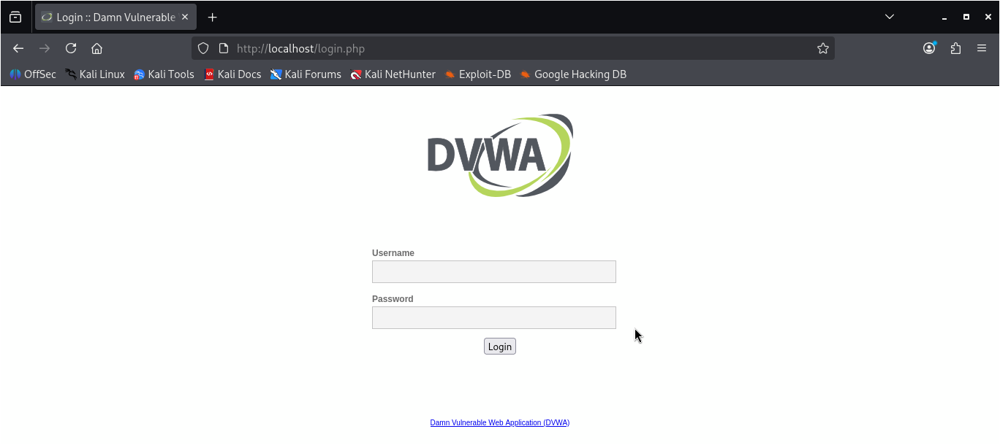 Login :: Damn Vulnerable
http://localhost/login.php
OffSec Kali Linux Kali Tools Kali Docs Kali Forums Kali NetHunter Exploit-DB Google Hacking DB
DVWA
Username
Password
Login
Damn Vulnerable Web Application (DVWA)